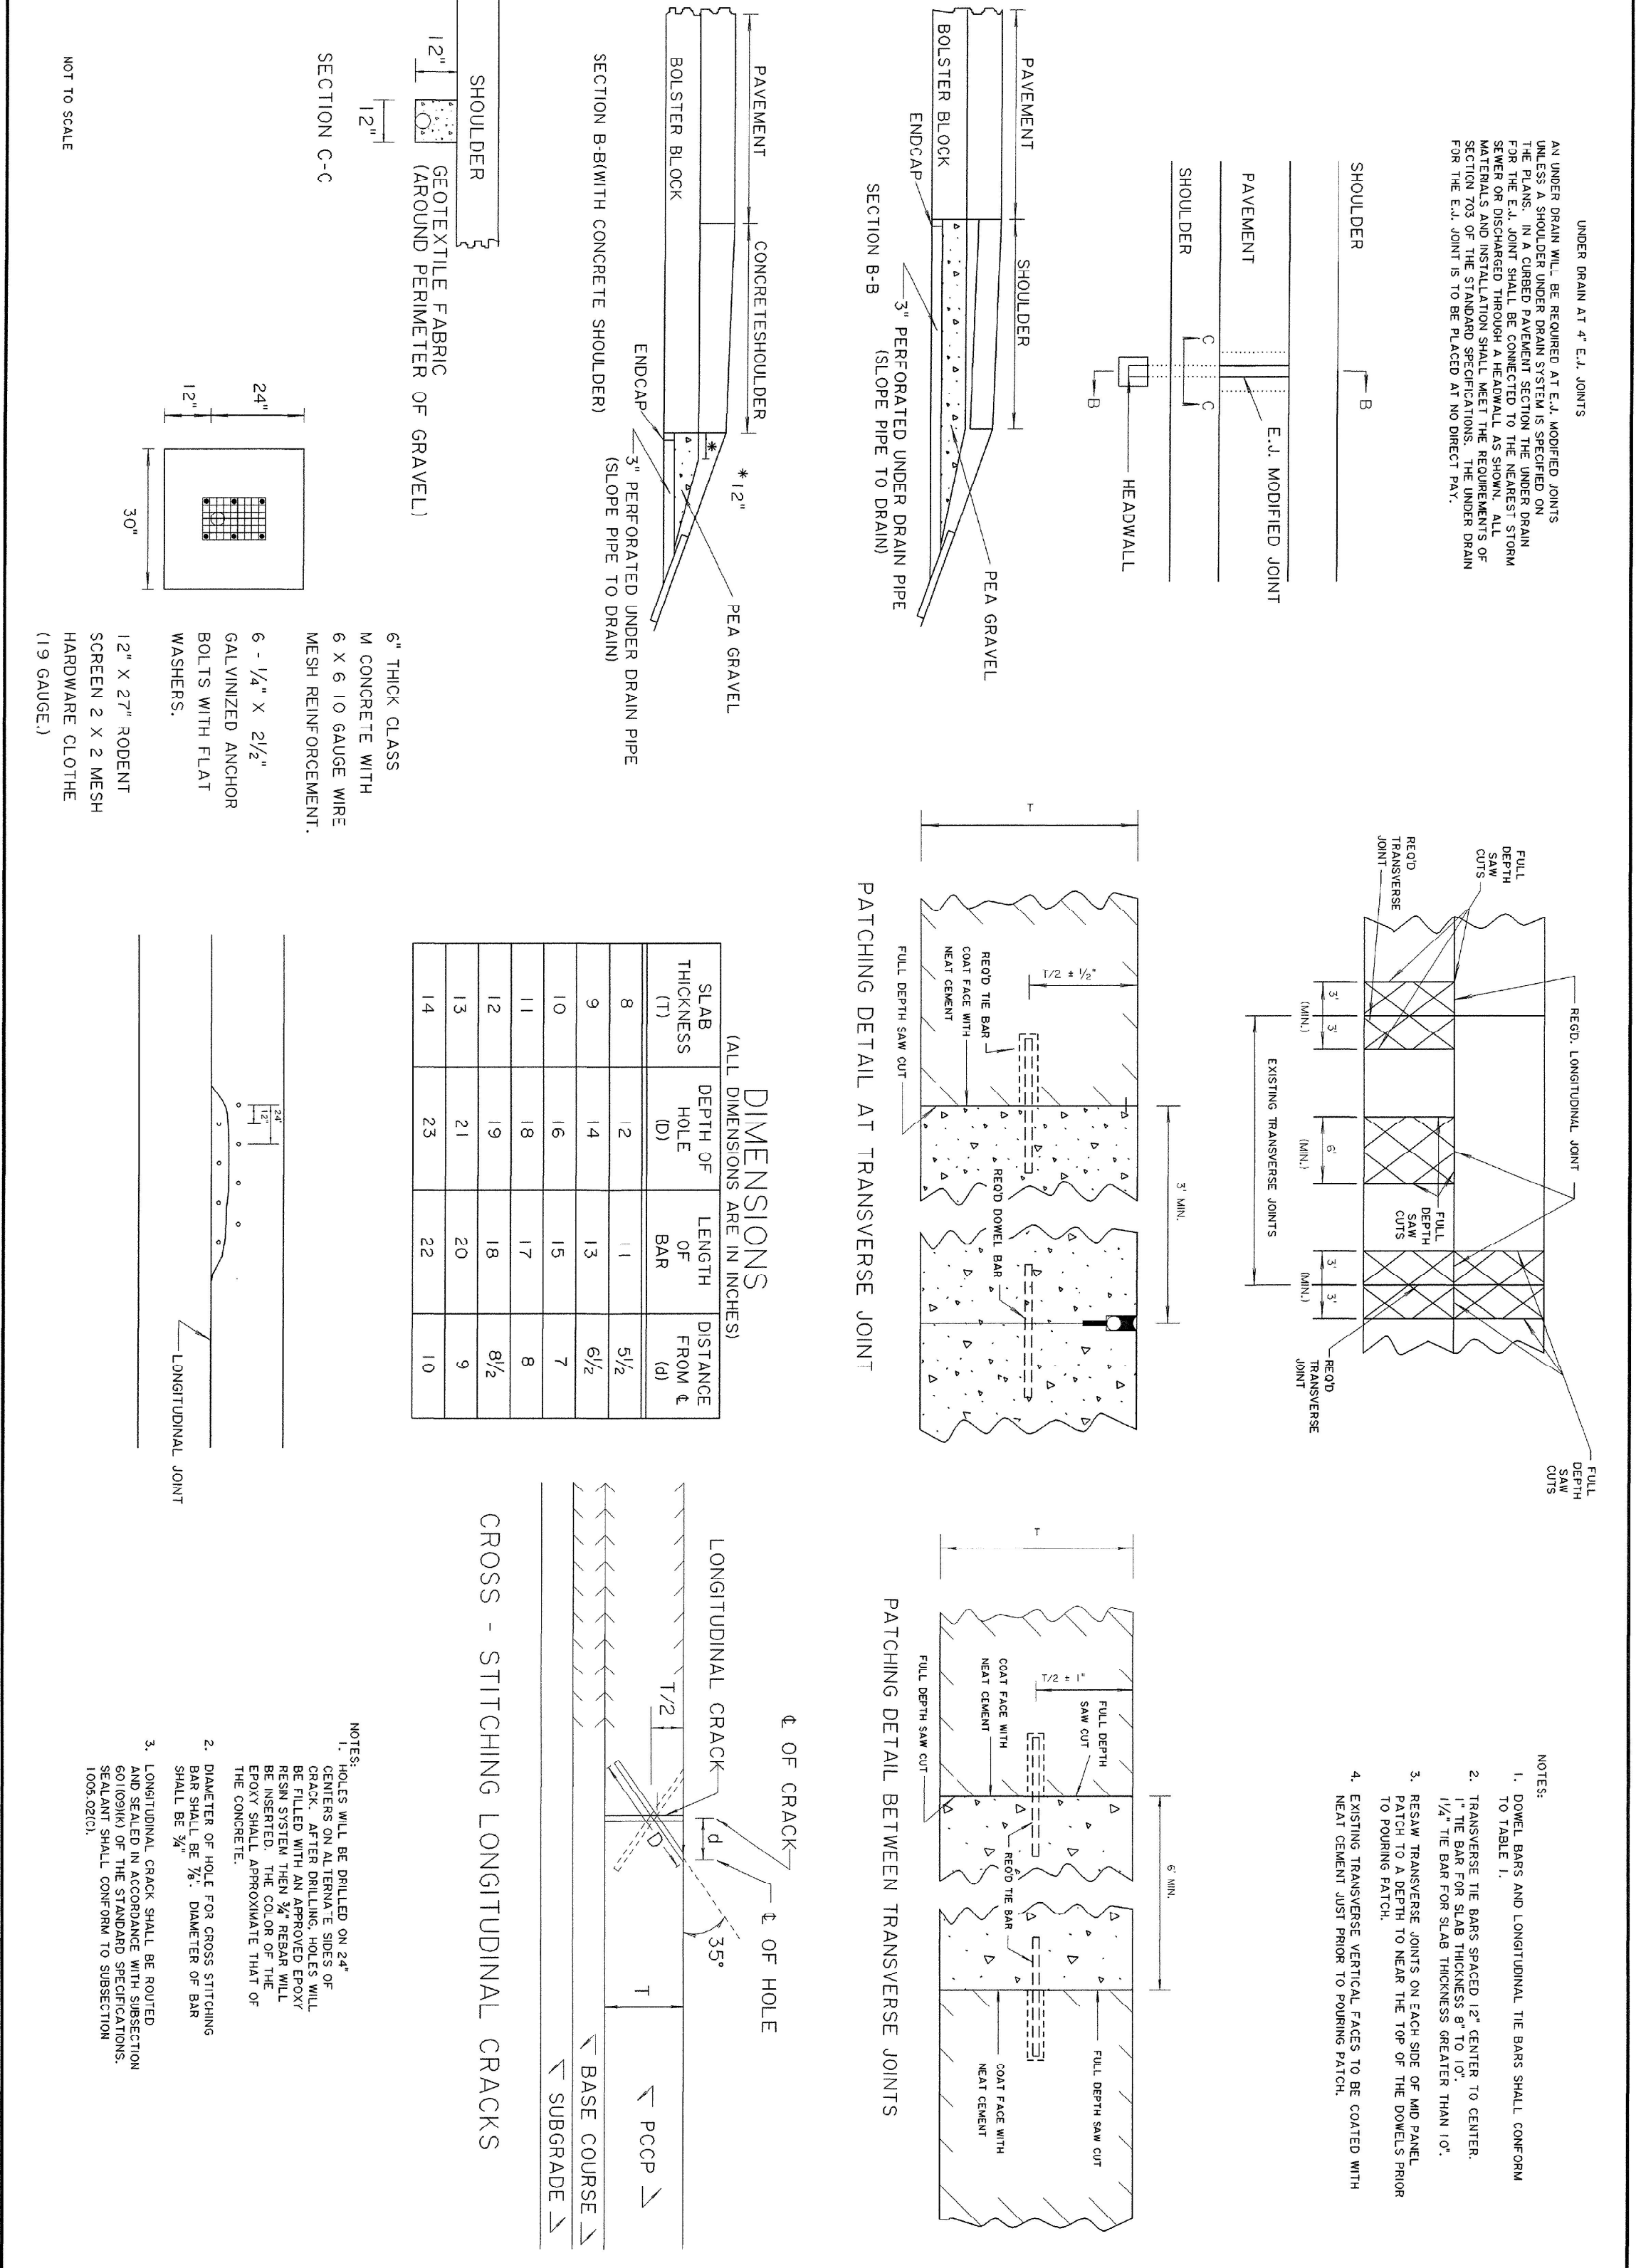 UNDER DRAIN AT 4" E.J. JOINTS
AN UNDER DRAIN WILL BE REQUIRED AT E.J. MODIFIED JOINTS
UNLESS A SHOULDER UNDER DRAIN SYSTEM IS SPECIFIED ON
THE PLANS. IN A CURBED PAVEMENT SECTION THE UNDER DRAIN
FOR THE E.J. JOINT SHALL BE CONNECTED TO THE NEAREST STORM
SEWER OR DISCHARGED THROUGH A HEADWALL AS SHOWN. ALL
MATERIALS AND INSTALLATION SHALL MEET THE REQUIREMENTS OF
SECTION 703 OF THE STANDARD SPECIFICATIONS. THE UNDER DRAIN
FOR THE E.J. JOINT IS TO BE PLACED AT NO DIRECT PAY.
SHOULDER
B
PAVEMENT
E.J. MODIFIED JOINT
SHOULDER
C
C
HEADWALL
B
PAVEMENT
SHOULDER
PEA GRAVEL
BOLSTER BLOCK
ENDCAP
3" PERFORATED UNDER DRAIN PIPE
(SLOPE PIPE TO DRAIN)
SECTION B-B
PAVEMENT
CONCRETESHOULDER
*12"
*
PEA GRAVEL
BOLSTER BLOCK
ENDCAP
3" PERFORATED UNDER DRAIN PIPE
(SLOPE PIPE TO DRAIN)
SECTION B-B(WITH CONCRETE SHOULDER)
SHOULDER
12"
GEOTEXTILE FABRIC
(AROUND PERIMETER OF GRAVEL)
12"
SECTION C-C
24"
12"
30"
6" THICK CLASS
M CONCRETE WITH
6 X 6 10 GAUGE WIRE
MESH REINFORCEMENT.
6 - 1/4" X 2 1/2"
GALVINIZED ANCHOR
BOLTS WITH FLAT
WASHERS.
12" X 27" RODENT
SCREEN 2 X 2 MESH
HARDWARE CLOTHE
(19 GAUGE.)
NOT TO SCALE
FULL
DEPTH
SAW
CUTS
REQ'D
TRANSVERSE
JOINT
REQ'D. LONGITUDINAL JOINT
FULL
DEPTH
SAW
CUTS
FULL
DEPTH
SAW
CUTS
REQ'D
TRANSVERSE
JOINT
3'
3'
(MIN.)
6'
(MIN.)
3'
3'
(MIN.)
EXISTING TRANSVERSE JOINTS
T
3' MIN.
T/2 ± 1/2"
REQ'D TIE BAR
COAT FACE WITH
NEAT CEMENT
REQ'D DOWEL BAR
FULL DEPTH SAW CUT
PATCHING DETAIL AT TRANSVERSE JOINT
DIMENSIONS
(ALL DIMENSIONS ARE IN INCHES)
SLAB THICKNESS (T) DEPTH OF HOLE (D) LENGTH OF BAR DISTANCE FROM ℄ (d)
8 12 11 5 1/2
9 14 13 6 1/2
10 16 15 7
11 18 17 8
12 19 18 8 1/2
13 21 20 9
14 23 22 10
24'
12"
LONGITUDINAL JOINT
NOTES:
1. DOWEL BARS AND LONGITUDINAL TIE BARS SHALL CONFORM
TO TABLE 1.
2. TRANSVERSE TIE BARS SPACED 12" CENTER TO CENTER.
1" TIE BAR FOR SLAB THICKNESS 8" TO 10".
1 1/4" TIE BAR FOR SLAB THICKNESS GREATER THAN 10".
3. RESAW TRANSVERSE JOINTS ON EACH SIDE OF MID PANEL
PATCH TO A DEPTH TO NEAR THE TOP OF THE DOWELS PRIOR
TO POURING PATCH.
4. EXISTING TRANSVERSE VERTICAL FACES TO BE COATED WITH
NEAT CEMENT JUST PRIOR TO POURING PATCH.
T
6' MIN.
T/2 ± 1"
FULL DEPTH
SAW CUT
COAT FACE WITH
NEAT CEMENT
REQ'D TIE BAR
FULL DEPTH SAW CUT
COAT FACE WITH
NEAT CEMENT
FULL DEPTH SAW CUT
PATCHING DETAIL BETWEEN TRANSVERSE JOINTS
℄ OF CRACK
℄ OF HOLE
LONGITUDINAL CRACK
35°
d
T/2
D
T
PCCP
BASE COURSE
SUBGRADE
CROSS - STITCHING LONGITUDINAL CRACKS
NOTES:
1. HOLES WILL BE DRILLED ON 24"
CENTERS ON ALTERNATE SIDES OF
CRACK. AFTER DRILLING, HOLES WILL
BE FILLED WITH AN APPROVED EPOXY
RESIN SYSTEM THEN 3/4" REBAR WILL
BE INSERTED. THE COLOR OF THE
EPOXY SHALL APPROXIMATE THAT OF
THE CONCRETE.
2. DIAMETER OF HOLE FOR CROSS STITCHING
BAR SHALL BE 7/8". DIAMETER OF BAR
SHALL BE 3/4"
3. LONGITUDINAL CRACK SHALL BE ROUTED
AND SEALED IN ACCORDANCE WITH SUBSECTION
601(09)(K) OF THE STANDARD SPECIFICATIONS.
SEALANT SHALL CONFORM TO SUBSECTION
1005.02(C).